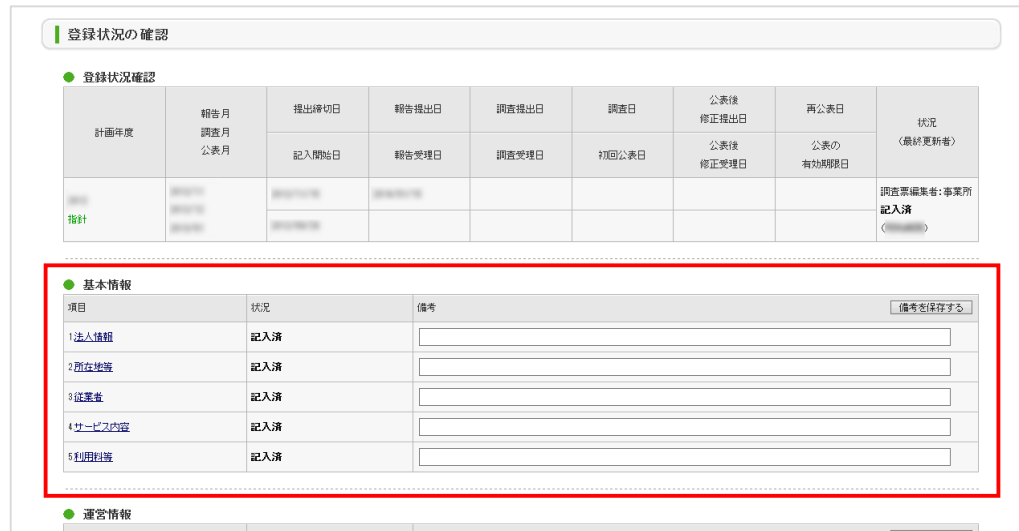 登録状況の確認
登録状況確認
計画年度
報告月
調査月
公表月
提出締切日
報告提出日
調査提出日
調査日
公表後
修正提出日
再公表日
状況
(最終更新者)
記入開始日
報告受理日
調査受理日
初回公表日
公表後
修正受理日
公表の
有効期限日
指針
調査票編集者:事業所
記入済
基本情報
項目
状況
備考
備考を保存する
1法人情報
記入済
2所在地等
記入済
3従業者
記入済
4サービス内容
記入済
5利用料等
記入済
運営情報